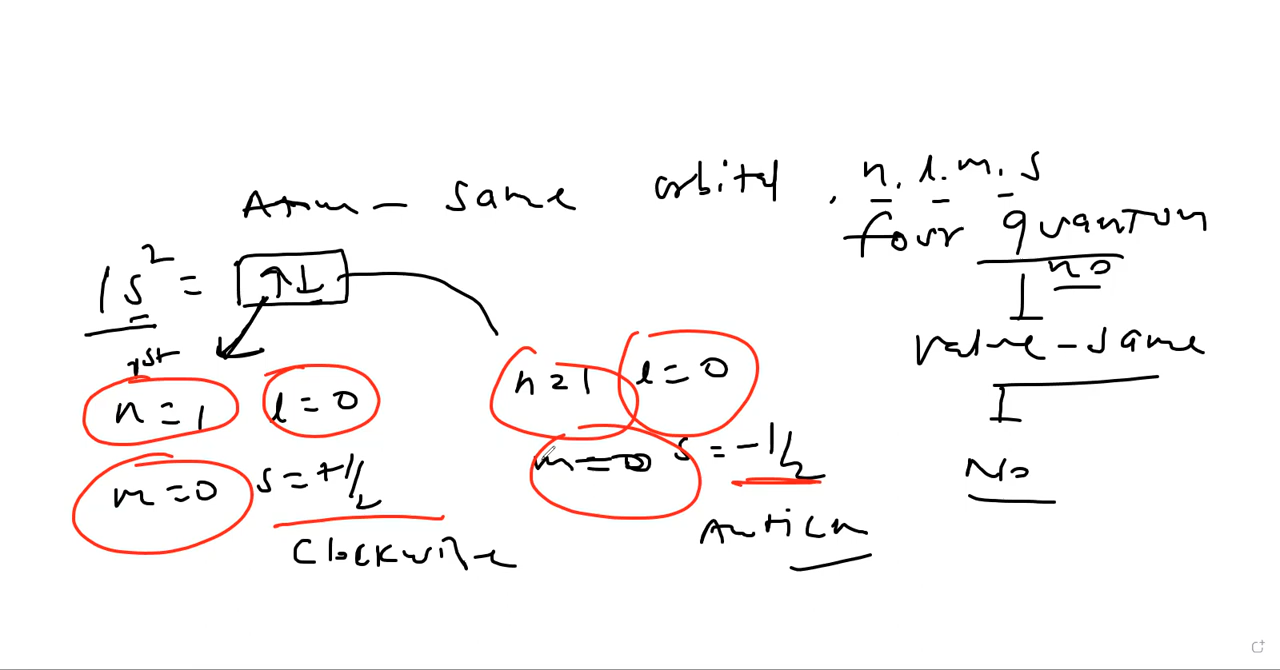 Atom - same orbital, n. l. m. s
four quantum
no
1s² = ↑↓
value - same
No
1st
n = 1 l = 0
m = 0 s = +1/2
Clockwise
n = 1 l = 0
m = 0 s = -1/2